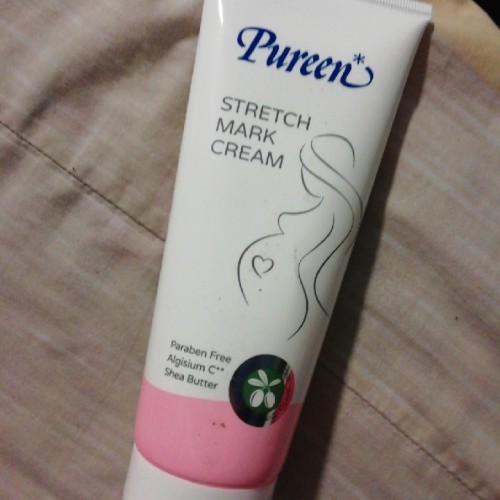 Pureen*
STRETCH
MARK
CREAM
Paraben Free
Algisium C**
Shea Butter